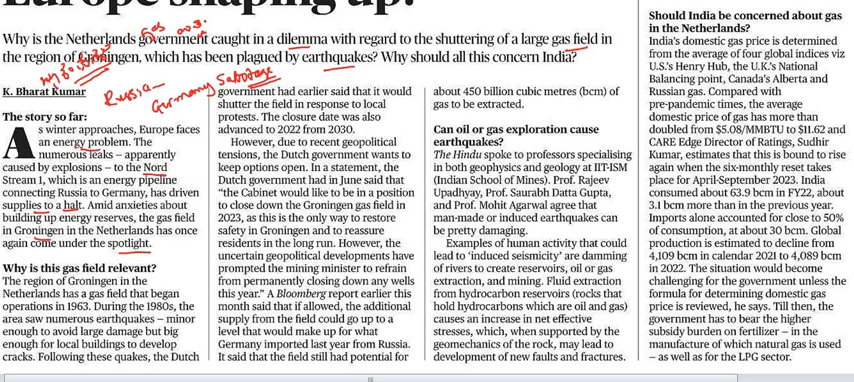 Europe shaping up?
Why is the Netherlands government caught in a dilemma with regard to the shuttering of a large gas field in
the region of Groningen, which has been plagued by earthquakes? Why should all this concern India?
Gas
Russia-
Germany Sabotage
K. Bharat Kumar
The story so far:
As winter approaches, Europe faces
an energy problem. The
numerous leaks – apparently
caused by explosions – to the Nord
Stream 1, which is an energy pipeline
connecting Russia to Germany, has driven
supplies to a halt. Amid anxieties about
building up energy reserves, the gas field
in Groningen in the Netherlands has once
again come under the spotlight.
Why is this gas field relevant?
The region of Groningen in the
Netherlands has a gas field that began
operations in 1963. During the 1980s, the
area saw numerous earthquakes – minor
enough to avoid large damage but big
enough for local buildings to develop
cracks. Following these quakes, the Dutch
government had earlier said that it would
shutter the field in response to local
protests. The closure date was also
advanced to 2022 from 2030.
However, due to recent geopolitical
tensions, the Dutch government wants to
keep options open. In a statement, the
Dutch government had in June said that
“the Cabinet would like to be in a position
to close down the Groningen gas field in
2023, as this is the only way to restore
safety in Groningen and to reassure
residents in the long run. However, the
uncertain geopolitical developments have
prompted the mining minister to refrain
from permanently closing down any wells
this year.” A Bloomberg report earlier this
month said that if allowed, the additional
supply from the field could go up to a
level that would make up for what
Germany imported last year from Russia.
It said that the field still had potential for
about 450 billion cubic metres (bcm) of
gas to be extracted.
Can oil or gas exploration cause
earthquakes?
The Hindu spoke to professors specialising
in both geophysics and geology at IIT-ISM
(Indian School of Mines). Prof. Rajeev
Upadhyay, Prof. Saurabh Datta Gupta,
and Prof. Mohit Agarwal agree that
man-made or induced earthquakes can
be pretty damaging.
Examples of human activity that could
lead to ‘induced seismicity’ are damming
of rivers to create reservoirs, oil or gas
extraction, and mining. Fluid extraction
from hydrocarbon reservoirs (rocks that
hold hydrocarbons which are oil and gas)
causes an increase in net effective
stresses, which, when supported by the
geomechanics of the rock, may lead to
development of new faults and fractures.
Should India be concerned about gas
in the Netherlands?
India’s domestic gas price is determined
from the average of four global indices viz
U.S.’s Henry Hub, the U.K.’s National
Balancing point, Canada’s Alberta and
Russian gas. Compared with
pre-pandemic times, the average
domestic price of gas has more than
doubled from $5.08/MMBTU to $11.62 and
CARE Edge Director of Ratings, Sudhir
Kumar, estimates that this is bound to rise
again when the six-monthly reset takes
place for April-September 2023. India
consumed about 63.9 bcm in FY22, about
3.1 bcm more than in the previous year.
Imports alone accounted for close to 50%
of consumption, at about 30 bcm. Global
production is estimated to decline from
4,109 bcm in calendar 2021 to 4,089 bcm
in 2022. The situation would become
challenging for the government unless the
formula for determining domestic gas
price is reviewed, he says. Till then, the
government has to bear the higher
subsidy burden on fertilizer – in the
manufacture of which natural gas is used
– as well as for the LPG sector.